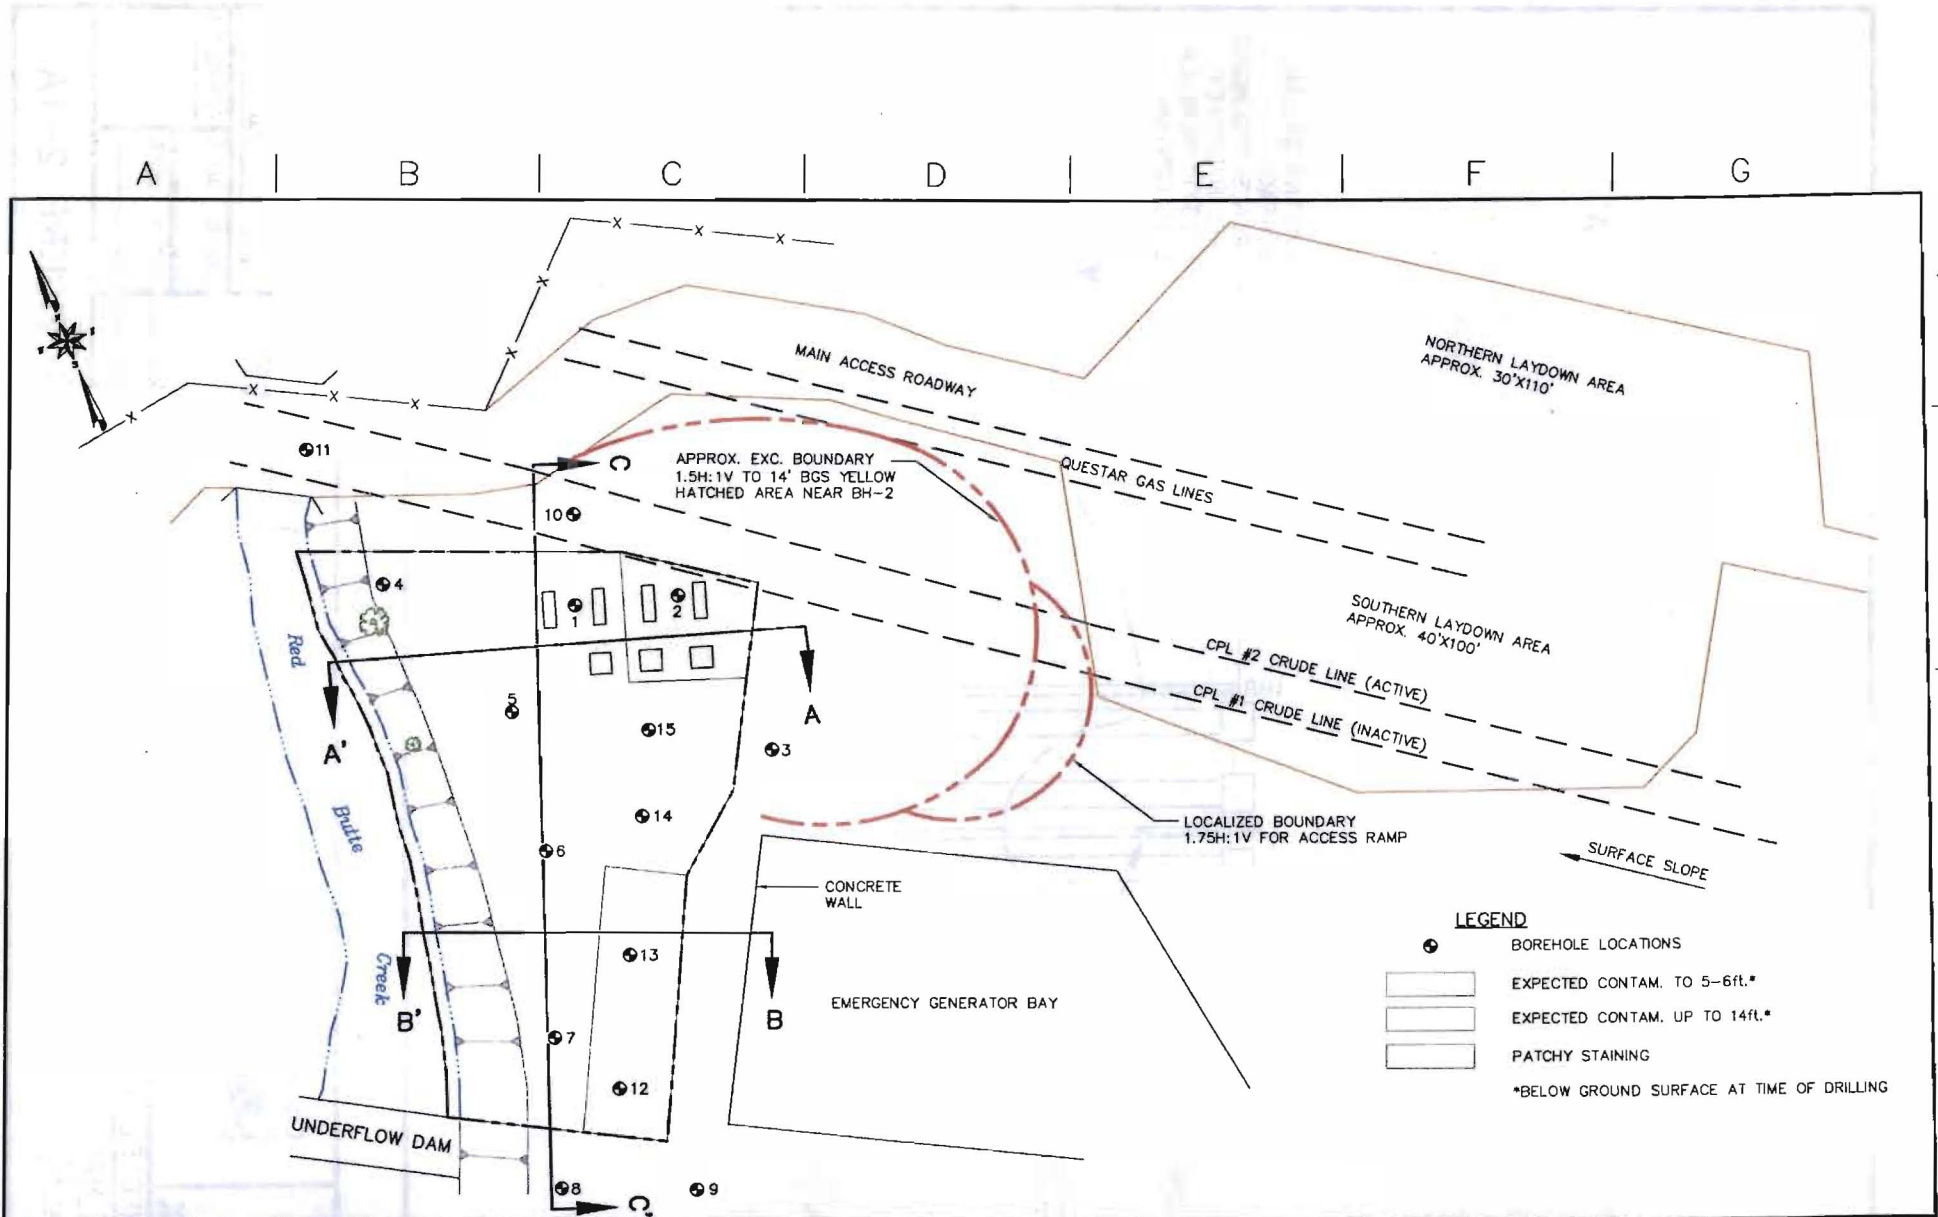 A B C D E F G
MAIN ACCESS ROADWAY
NORTHERN LAYDOWN AREA
APPROX. 30'X110'
11
C
APPROX. EXC. BOUNDARY
1.5H:1V TO 14' BGS YELLOW
HATCHED AREA NEAR BH-2
QUESTAR GAS LINES
10
4
1
2
SOUTHERN LAYDOWN AREA
APPROX. 40'X100'
Red
Butte
Creek
CPL #2 CRUDE LINE (ACTIVE)
CPL #1 CRUDE LINE (INACTIVE)
5
15
3
A'
A
14
6
LOCALIZED BOUNDARY
1.75H:1V FOR ACCESS RAMP
SURFACE SLOPE
CONCRETE
WALL
13
B'
B
EMERGENCY GENERATOR BAY
7
12
UNDERFLOW DAM
8
9
C'
LEGEND
BOREHOLE LOCATIONS
EXPECTED CONTAM. TO 5-6ft.*
EXPECTED CONTAM. UP TO 14ft.*
PATCHY STAINING
*BELOW GROUND SURFACE AT TIME OF DRILLING